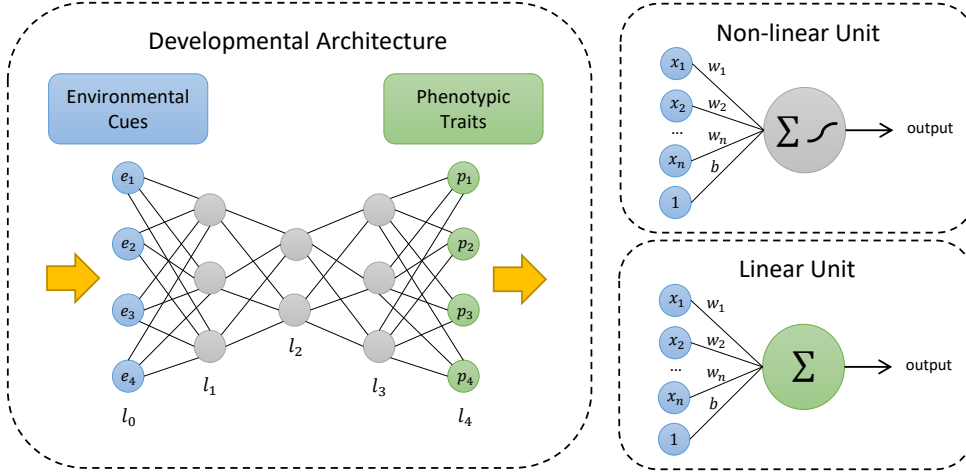 Developmental Architecture
Environmental
Cues
Phenotypic
Traits
e₁
e₂
e₃
e₄
l₀
l₁
l₂
l₃
p₁
p₂
p₃
p₄
l₄
Non-linear Unit
x₁
w₁
x₂
w₂
...
wₙ
xₙ
b
1
Σ
output
Linear Unit
x₁
w₁
x₂
w₂
...
wₙ
xₙ
b
1
Σ
output